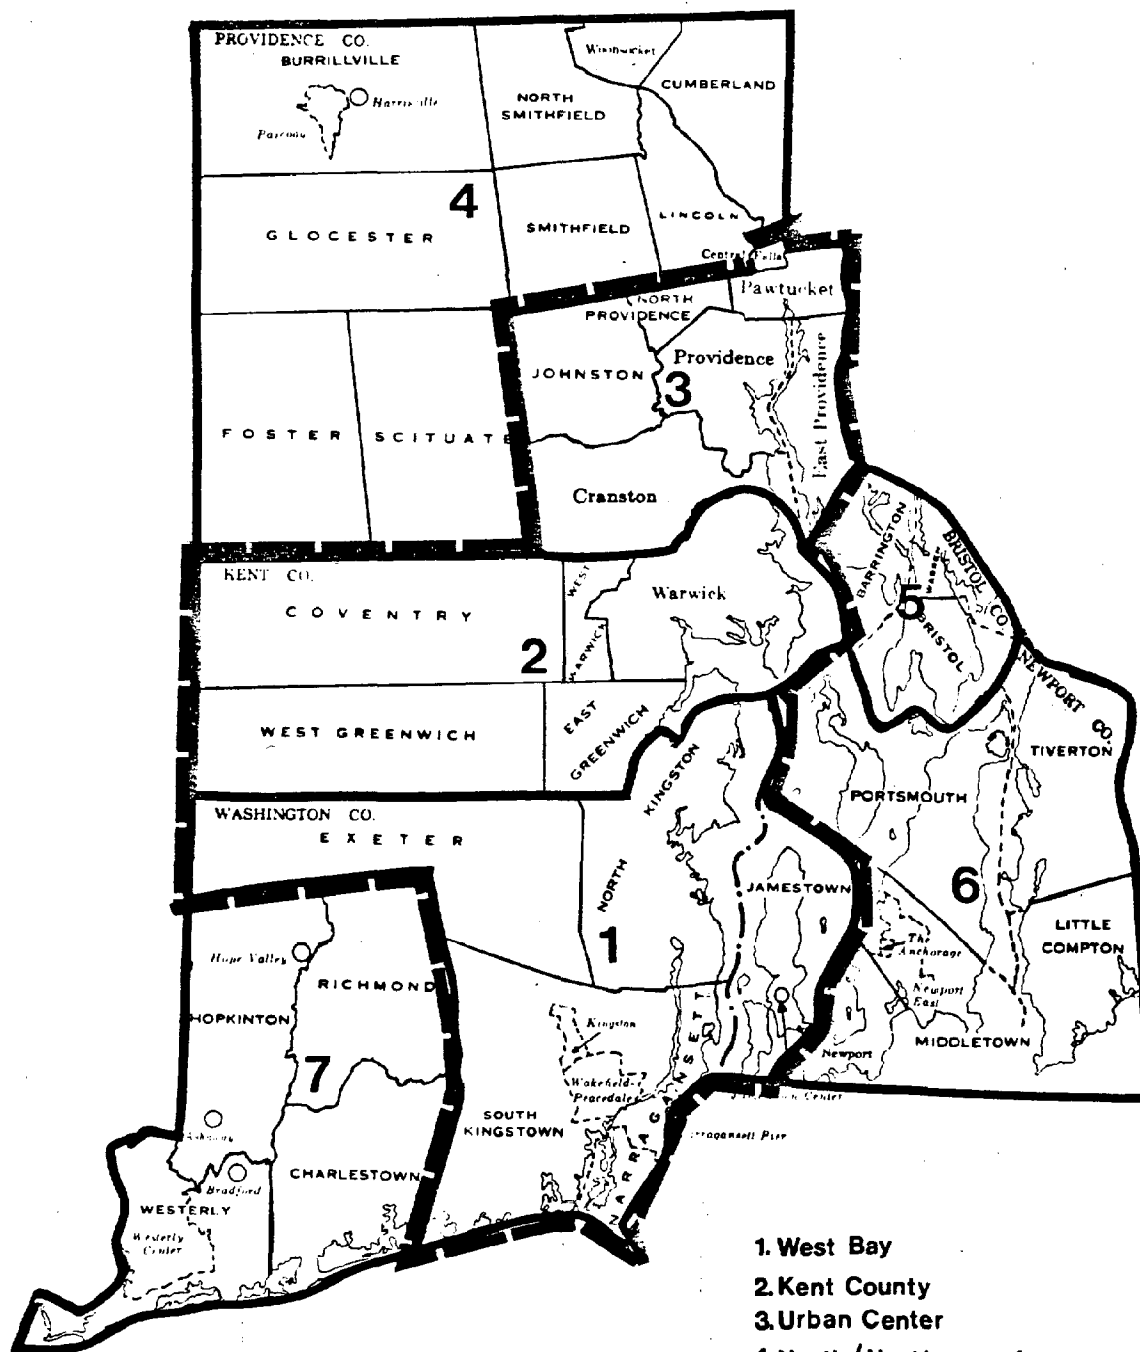 PROVIDENCE CO.
BURRILLVILLE
Harrisville
Pascoag
Woonsocket
CUMBERLAND
NORTH
SMITHFIELD
4
GLOCESTER
SMITHFIELD
LINCOLN
Central Falls
Pawtucket
NORTH
PROVIDENCE
JOHNSTON
Providence
3
East Providence
FOSTER
SCITUATE
Cranston
KENT CO.
COVENTRY
2
WEST
WARWICK
Warwick
BARRINGTON
WARREN
BRISTOL CO.
5
BRISTOL
WEST GREENWICH
EAST
GREENWICH
NEWPORT CO.
TIVERTON
PORTSMOUTH
6
WASHINGTON CO.
EXETER
NORTH
KINGSTON
1
JAMESTOWN
LITTLE
COMPTON
The
Anchorage
Newport
East
MIDDLETOWN
Newport
Hope Valley
RICHMOND
HOPKINTON
7
Kingston
Wakefield-
Peacedale
SOUTH
KINGSTOWN
NARRAGANSETT
Center
Pier
Ashaway
Bradford
CHARLESTOWN
WESTERLY
Westerly
Center
1. West Bay
2. Kent County
3. Urban Center